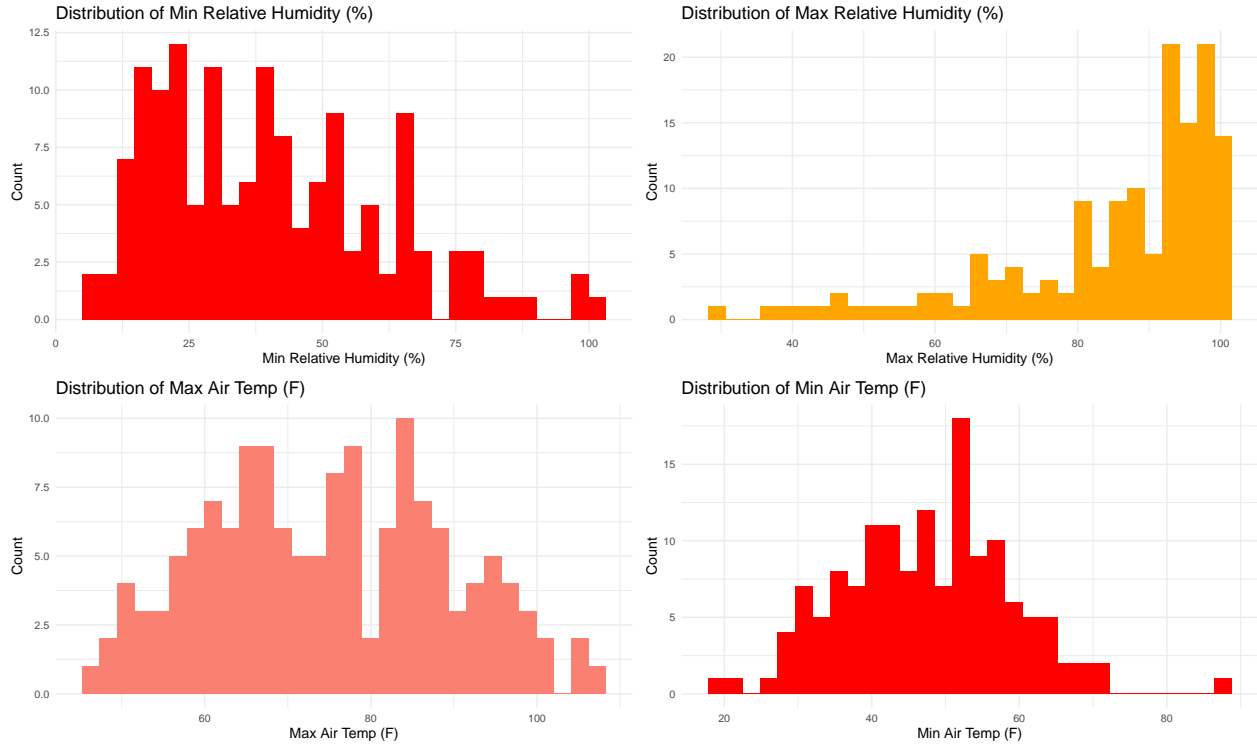 Distribution of Min Relative Humidity (%)
12.5
10.0
7.5
5.0
2.5
0.0
Count
0 25 50 75 100
Min Relative Humidity (%)
Distribution of Max Relative Humidity (%)
20
15
10
5
0
Count
40 60 80 100
Max Relative Humidity (%)
Distribution of Max Air Temp (F)
10.0
7.5
5.0
2.5
0.0
Count
60 80 100
Max Air Temp (F)
Distribution of Min Air Temp (F)
15
10
5
0
Count
20 40 60 80
Min Air Temp (F)